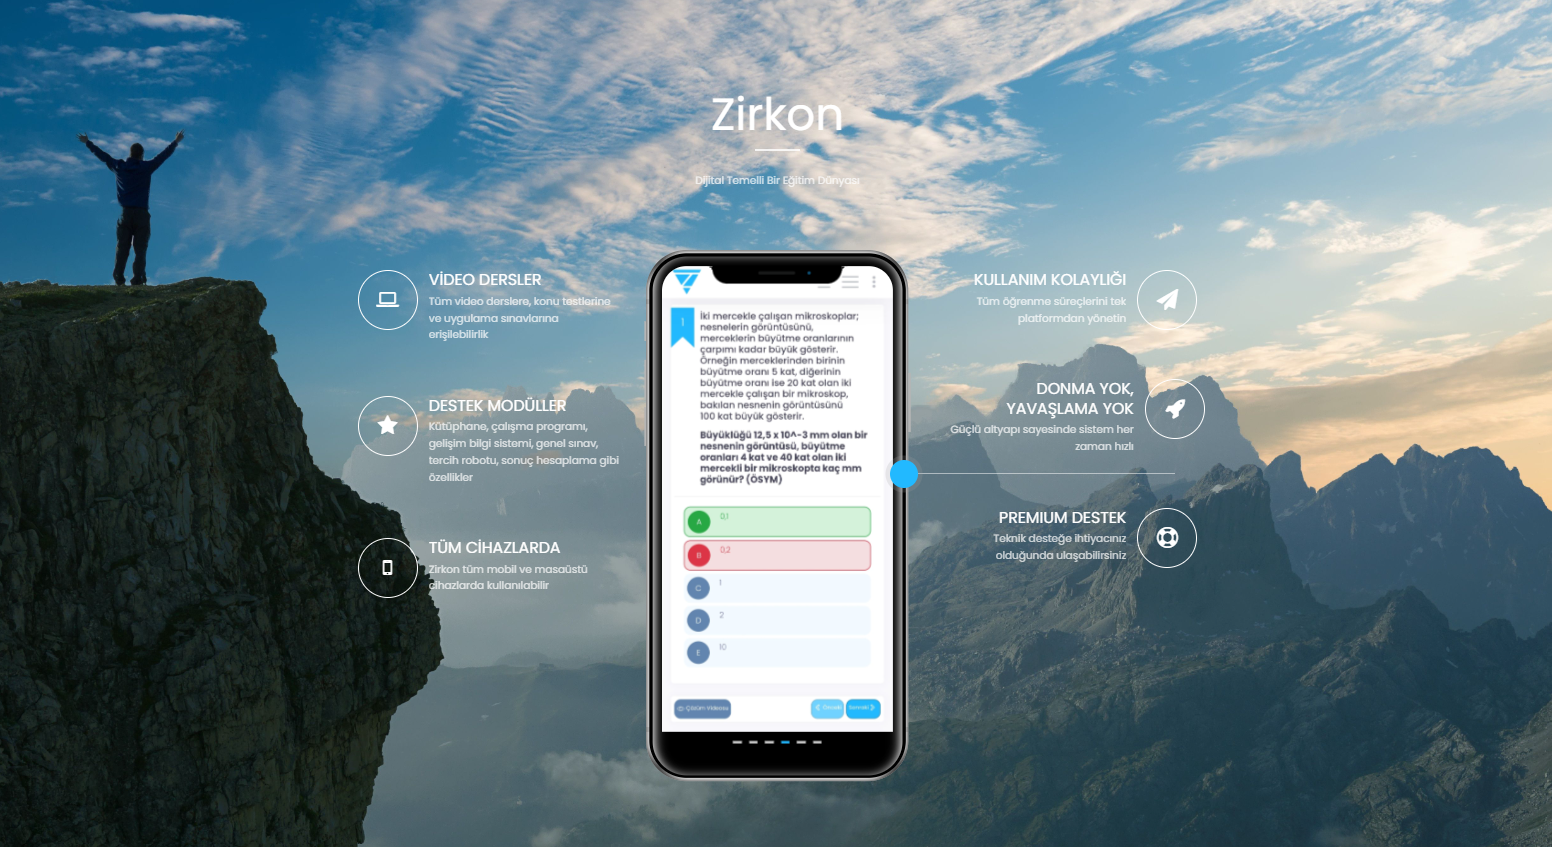 Zirkon
Dijital Temelli Bir Eğitim Dünyası
VİDEO DERSLER
Tüm video derslere, konu testlerine
ve uygulama sınavlarına
erişilebilirlik
DESTEK MODÜLLER
Kütüphane, çalışma programı,
gelişim bilgi sistemi, genel sınav,
tercih robotu, sonuç hesaplama gibi
özellikler
TÜM CİHAZLARDA
Zirkon tüm mobil ve masaüstü
cihazlarda kullanılabilir
1
İki mercekle çalışan mikroskoplar;
nesnelerin görüntüsünü,
merceklerin büyütme oranlarının
çarpımı kadar büyük gösterir.
Örneğin merceklerinden birinin
büyütme oranı 5 kat, diğerinin
büyütme oranı ise 20 kat olan iki
mercekle çalışan bir mikroskop,
bakılan nesnenin görüntüsünü
100 kat büyük gösterir.
Büyüklüğü 12,5 x 10^-3 mm olan bir
nesnenin görüntüsü, büyütme
oranları 4 kat ve 40 kat olan iki
mercekli bir mikroskopta kaç mm
görünür? (ÖSYM)
A 0,1
B 0,2
C 1
D 2
E 10
Çözüm Videosu
Önceki
Sonraki
KULLANIM KOLAYLIĞI
Tüm öğrenme süreçlerini tek
platformdan yönetin
DONMA YOK,
YAVAŞLAMA YOK
Güçlü altyapı sayesinde sistem her
zaman hızlı
PREMIUM DESTEK
Teknik desteğe ihtiyacınız
olduğunda ulaşabilirsiniz